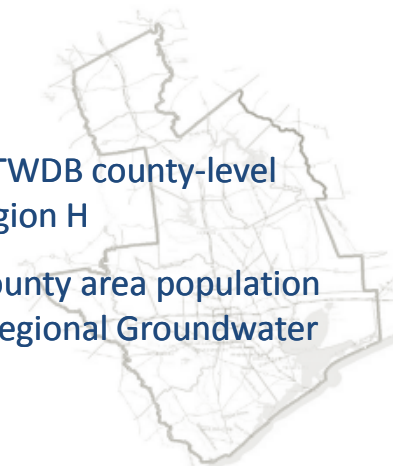 TWDB county-level
gion H
ounty area population
egional Groundwater